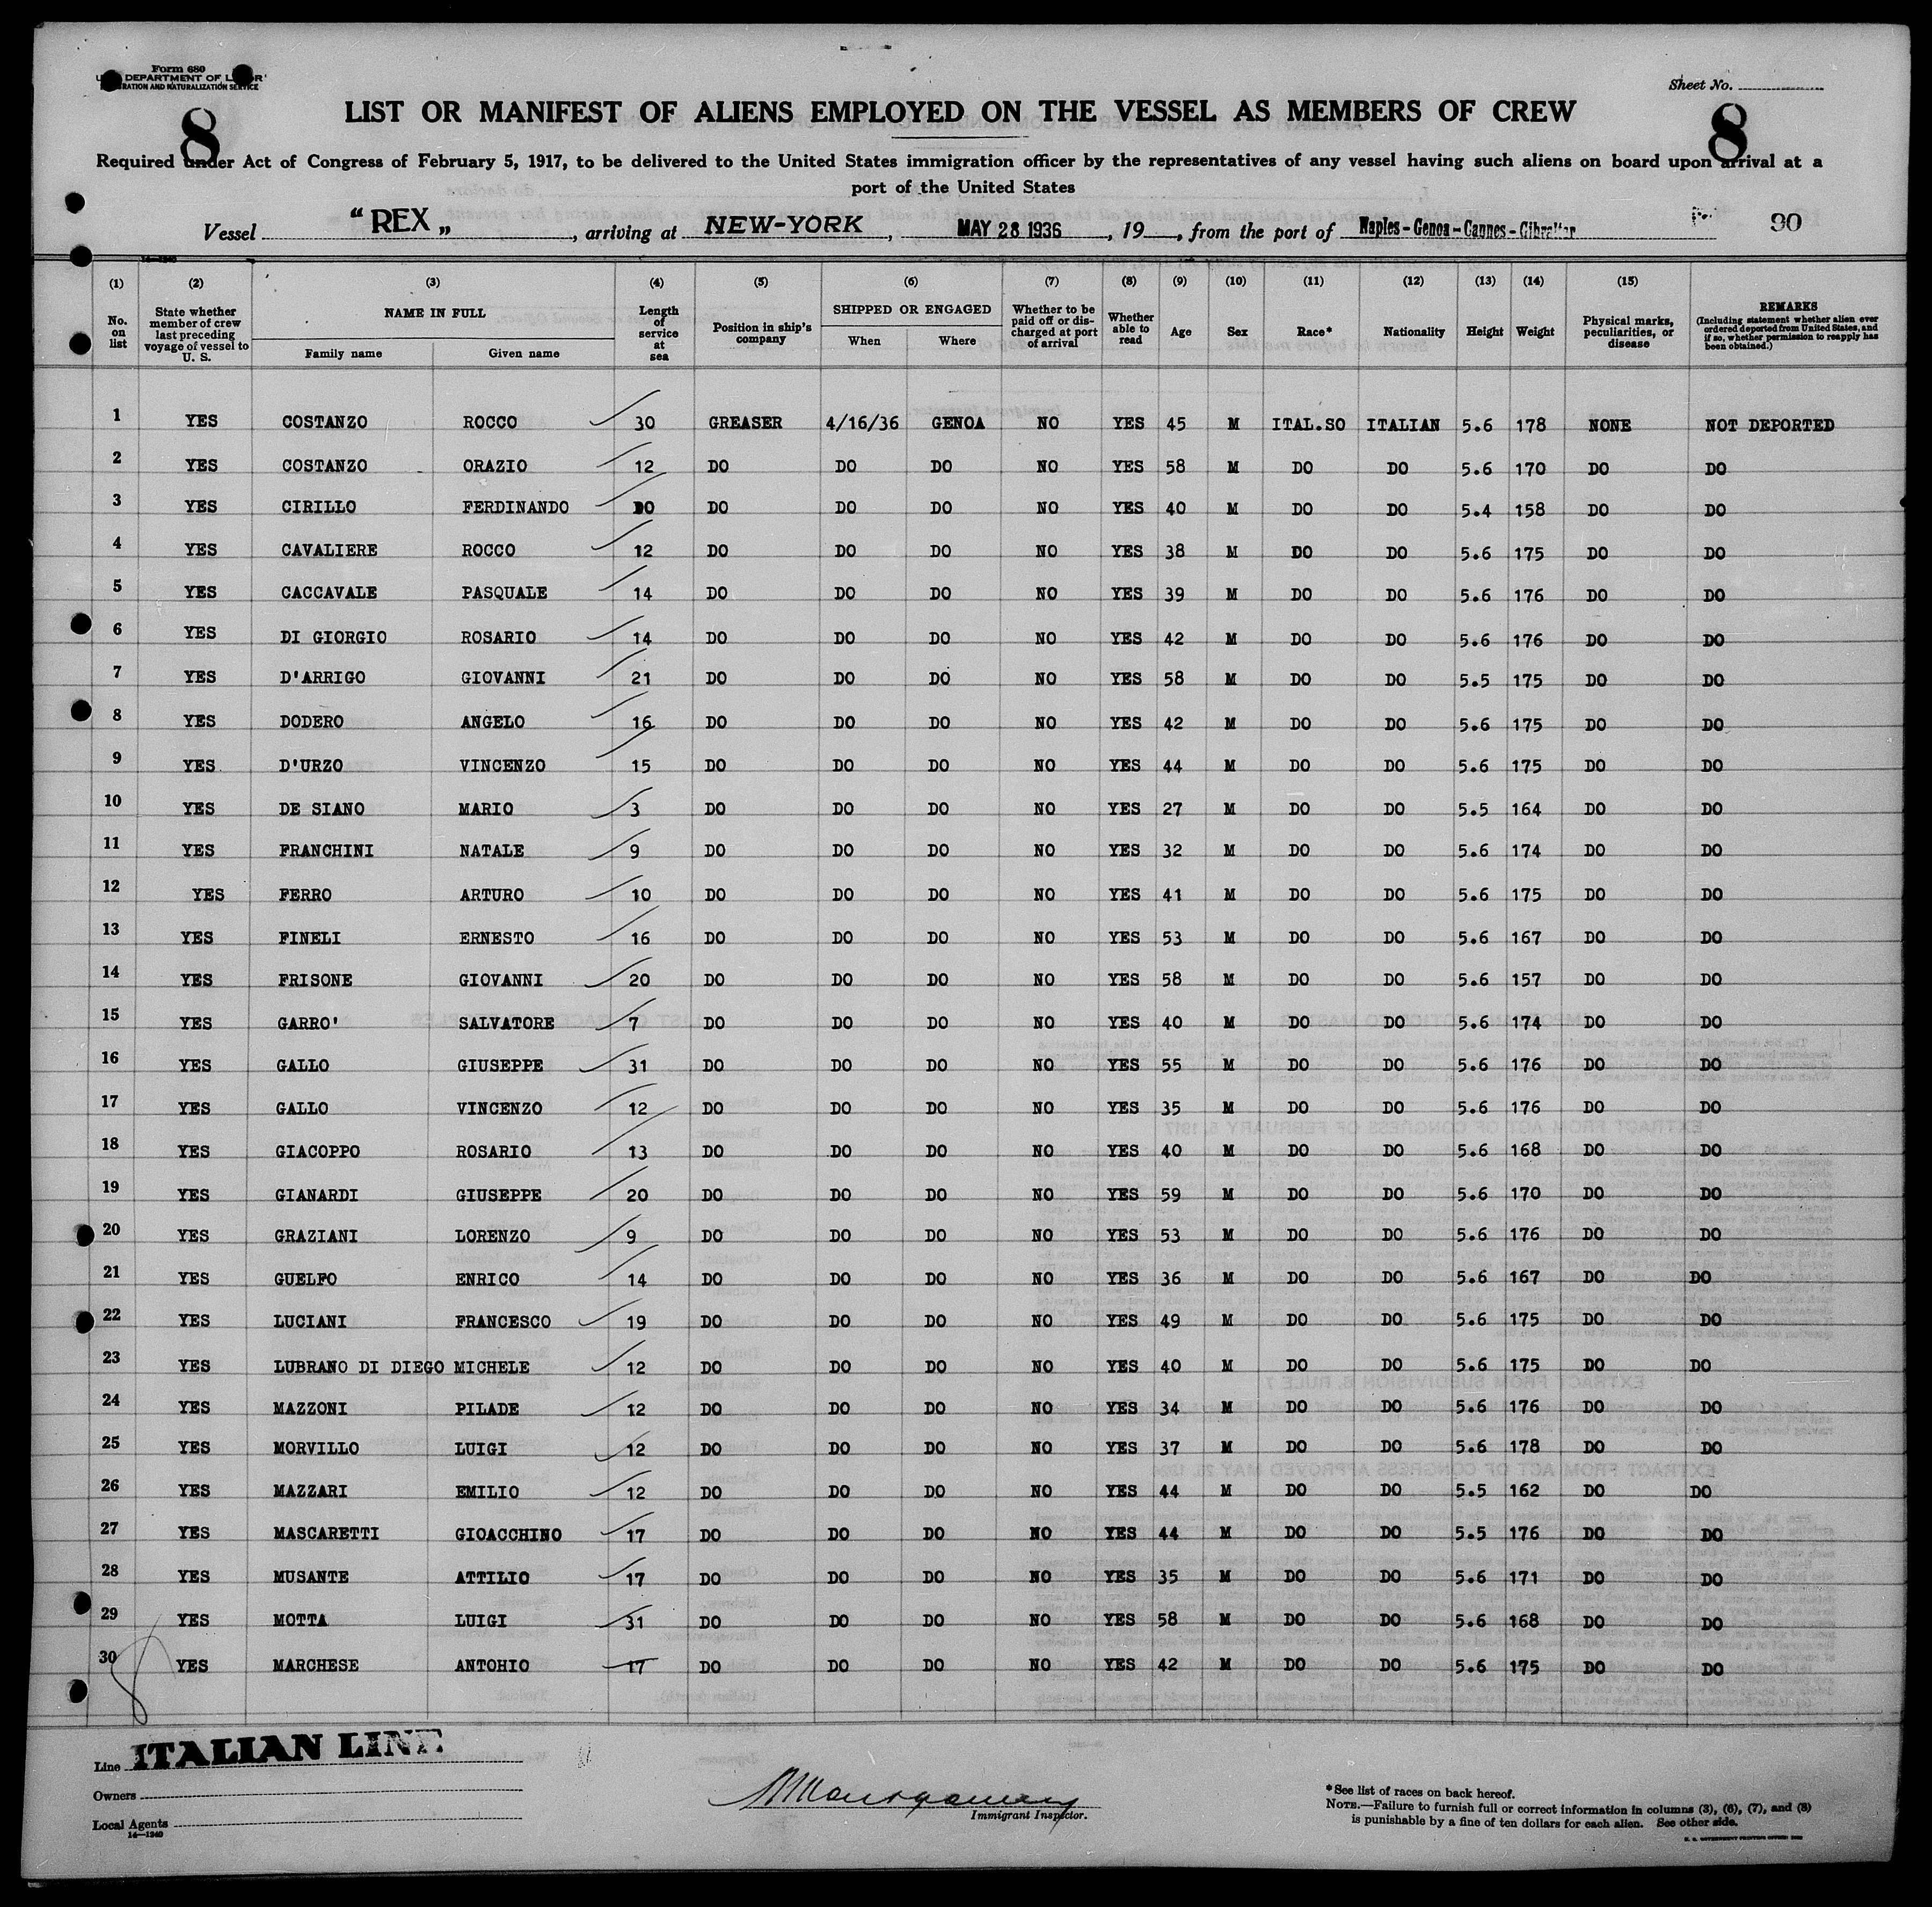 Form 680
DEPARTMENT OF
IMMIGRATION AND NATURALIZATION SERVICE
Sheet No.
8
8
LIST OR MANIFEST OF ALIENS EMPLOYED ON THE VESSEL AS MEMBERS OF CREW
Required under Act of Congress of February 5, 1917, to be delivered to the United States immigration officer by the representatives of any vessel having such aliens on board upon arrival at a
port of the United States
Vessel "REX„, arriving at NEW-YORK, MAY 28 1936, 19, from the port of Naples-Genoa-Cannes-Gibraltar 90
(1) (2) (3) (4) (5) (6) (7) (8) (9) (10) (11) (12) (13) (14) (15)
No. on list State whether member of crew last preceding voyage of vessel to U. S. NAME IN FULL Family name Given name Length of service at sea Position in ship's company SHIPPED OR ENGAGED When Where Whether to be paid off or discharged at port of arrival Whether able to read Age Sex Race* Nationality Height Weight Physical marks, peculiarities, or disease REMARKS (Including statement whether alien ever ordered deported from United States, and if so, whether permission to reapply has been obtained.)
1 YES COSTANZO ROCCO 30 GREASER 4/16/36 GENOA NO YES 45 M ITAL.SO ITALIAN 5.6 178 NONE NOT DEPORTED
2 YES COSTANZO ORAZIO 12 DO DO DO NO YES 58 M DO DO 5.6 170 DO DO
3 YES CIRILLO FERDINANDO DO DO DO NO YES 40 M DO DO 5.4 158 DO DO
4 YES CAVALIERE ROCCO 12 DO DO DO NO YES 38 M DO DO 5.6 175 DO DO
5 YES CACCAVALE PASQUALE 14 DO DO DO NO YES 39 M DO DO 5.6 176 DO DO
6 YES DI GIORGIO ROSARIO 14 DO DO DO NO YES 42 M DO DO 5.6 176 DO DO
7 YES D'ARRIGO GIOVANNI 21 DO DO DO NO YES 58 M DO DO 5.5 175 DO DO
8 YES DODERO ANGELO 16 DO DO DO NO YES 42 M DO DO 5.6 175 DO DO
9 YES D'URZO VINCENZO 15 DO DO DO NO YES 44 M DO DO 5.6 175 DO DO
10 YES DE SIANO MARIO 3 DO DO DO NO YES 27 M DO DO 5.5 164 DO DO
11 YES FRANCHINI NATALE 9 DO DO DO NO YES 32 M DO DO 5.6 174 DO DO
12 YES FERRO ARTURO 10 DO DO DO NO YES 41 M DO DO 5.6 175 DO DO
13 YES FINELI ERNESTO 16 DO DO DO NO YES 53 M DO DO 5.6 167 DO DO
14 YES FRISONE GIOVANNI 20 DO DO DO NO YES 58 M DO DO 5.6 157 DO DO
15 YES GARRO' SALVATORE 7 DO DO DO NO YES 40 M DO DO 5.6 174 DO DO
16 YES GALLO GIUSEPPE 31 DO DO DO NO YES 55 M DO DO 5.6 176 DO DO
17 YES GALLO VINCENZO 12 DO DO DO NO YES 35 M DO DO 5.6 176 DO DO
18 YES GIACOPPO ROSARIO 13 DO DO DO NO YES 40 M DO DO 5.6 168 DO DO
19 YES GIANARDI GIUSEPPE 20 DO DO DO NO YES 59 M DO DO 5.6 170 DO DO
20 YES GRAZIANI LORENZO 9 DO DO DO NO YES 53 M DO DO 5.6 176 DO DO
21 YES GUELFO ENRICO 14 DO DO DO NO YES 36 M DO DO 5.6 167 DO DO
22 YES LUCIANI FRANCESCO 19 DO DO DO NO YES 49 M DO DO 5.6 175 DO DO
23 YES LUBRANO DI DIEGO MICHELE 12 DO DO DO NO YES 40 M DO DO 5.6 175 DO DO
24 YES MAZZONI PILADE 12 DO DO DO NO YES 34 M DO DO 5.6 176 DO DO
25 YES MORVILLO LUIGI 12 DO DO DO NO YES 37 M DO DO 5.6 178 DO DO
26 YES MAZZARI EMILIO 12 DO DO DO NO YES 44 M DO DO 5.5 162 DO DO
27 YES MASCARETTI GIOACCHINO 17 DO DO DO NO YES 44 M DO DO 5.5 176 DO DO
28 YES MUSANTE ATTILIO 17 DO DO DO NO YES 35 M DO DO 5.6 171 DO DO
29 YES MOTTA LUIGI 31 DO DO DO NO YES 58 M DO DO 5.6 168 DO DO
30 YES MARCHESE ANTOHIO 17 DO DO DO NO YES 42 M DO DO 5.6 175 DO DO
Line ITALIAN LINE
Owners
Local Agents
14—1240
Immigrant Inspector.
*See list of races on back hereof.
NOTE.—Failure to furnish full or correct information in columns (3), (6), (7), and (8)
is punishable by a fine of ten dollars for each alien. See other side.